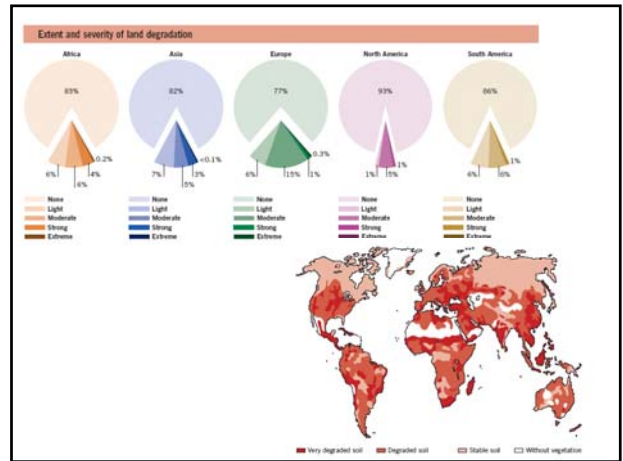 Extent and severity of land degradation
Africa
83%
6%
6%
4%
0.2%
None
Light
Moderate
Strong
Extreme
Asia
82%
7%
5%
3%
<0.1%
None
Light
Moderate
Strong
Extreme
Europe
77%
6%
15%
1%
0.3%
None
Light
Moderate
Strong
Extreme
North America
93%
1%
5%
1%
None
Light
Moderate
Strong
Extreme
South America
86%
6%
6%
1%
None
Light
Moderate
Strong
Extreme
Very degraded soil
Degraded soil
Stable soil
Without vegetation